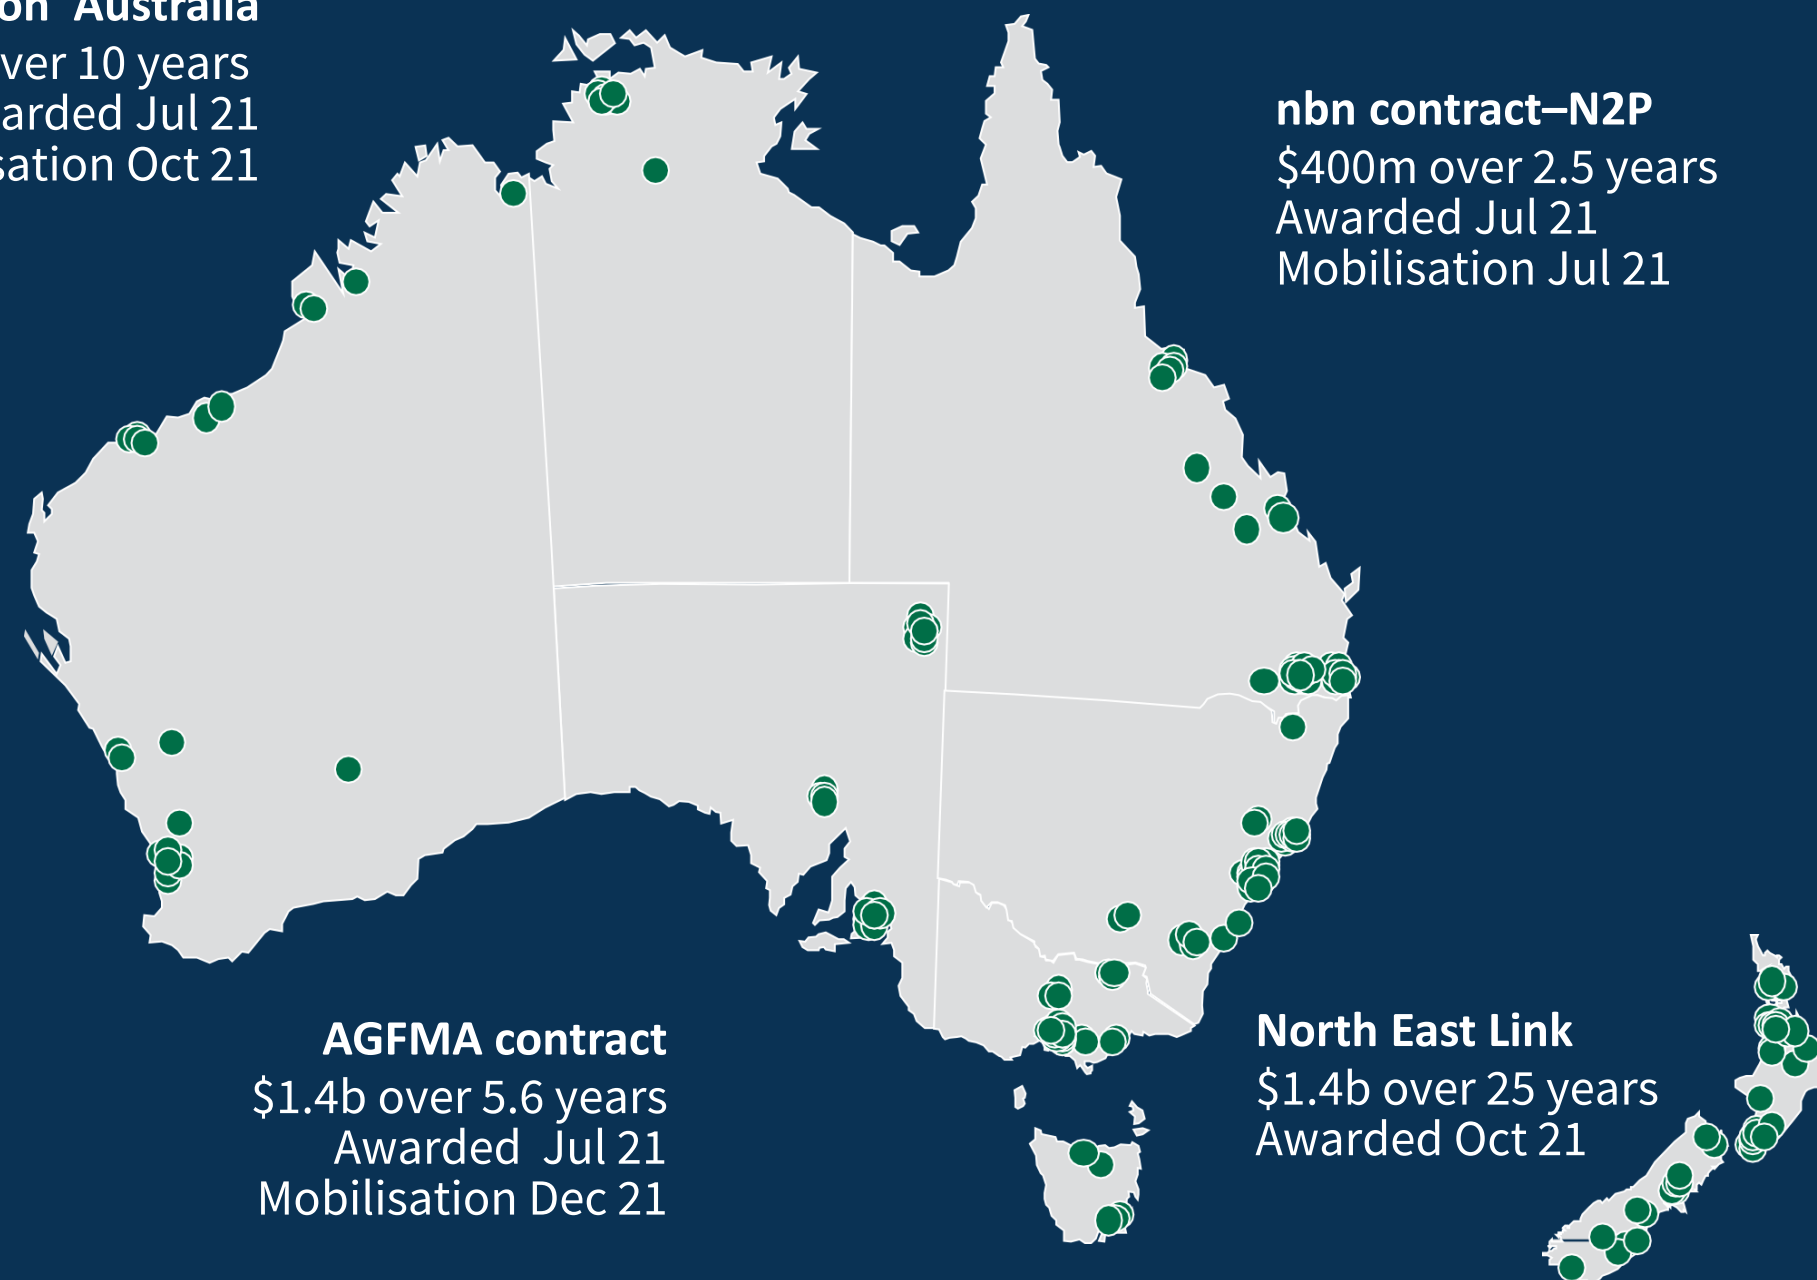 Australia
ver 10 years
arded Jul 21
sation Oct 21
nbn contract–N2P
$400m over 2.5 years
Awarded Jul 21
Mobilisation Jul 21
AGFMA contract
$1.4b over 5.6 years
Awarded  Jul 21
Mobilisation Dec 21
North East Link
$1.4b over 25 years
Awarded Oct 21